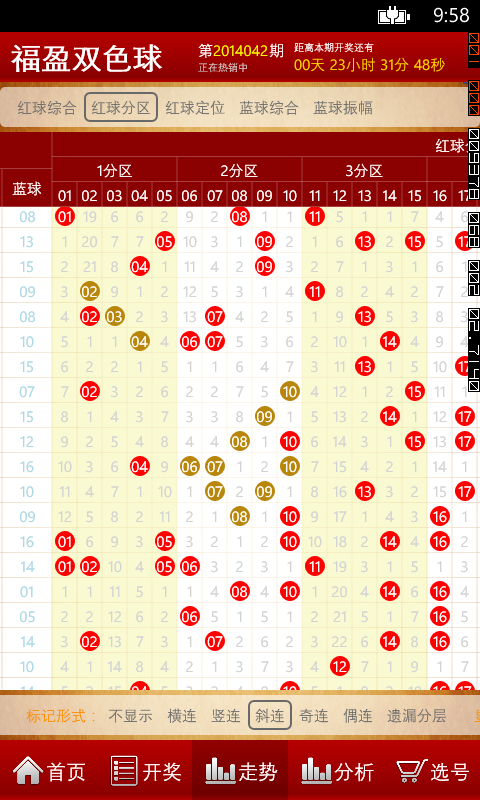 9:58
福盈双色球
第2014042期
正在热销中
距离本期开奖还有
00天 23小时 31分 48秒
红球综合 红球分区 红球定位 蓝球综合 蓝球振幅
红球
蓝球 1分区 2分区 3分区
01 02 03 04 05 06 07 08 09 10 11 12 13 14 15 16 17
08 01 19 6 6 2 9 2 08 1 1 11 5 1 1 7 4 6
13 1 20 7 7 05 10 3 1 09 2 1 6 13 2 15 5 17
15 2 21 8 04 1 11 4 2 09 3 2 7 1 3 1 6 1
09 3 02 9 1 2 12 5 3 1 4 11 8 2 4 2 7 2
08 4 02 03 2 3 13 07 4 2 5 1 9 13 5 3 8 3
10 5 1 1 04 4 06 07 5 3 6 2 10 1 14 4 9 4
15 6 2 2 1 5 1 1 6 4 7 3 11 13 1 5 10 17
07 7 02 3 2 6 2 2 7 5 10 4 12 1 2 15 11 1
15 8 1 4 3 7 3 3 8 09 1 5 13 2 14 1 12 17
12 9 2 5 4 8 4 4 08 1 10 6 14 3 1 15 13 17
16 10 3 6 04 9 06 07 1 2 10 7 15 4 2 1 14 1
10 11 4 7 1 10 1 07 2 09 1 8 16 13 3 2 15 17
09 12 5 8 2 11 2 1 08 1 10 9 17 1 4 3 16 1
16 01 6 9 3 05 3 2 1 2 10 10 18 2 14 4 16 2
14 01 02 10 4 05 06 3 2 3 1 11 19 3 1 5 1 3
01 1 1 11 5 1 1 4 08 4 10 1 20 4 14 6 16 4
05 2 2 12 6 2 06 5 1 5 1 2 21 5 1 7 16 5
14 3 02 13 7 3 1 07 2 6 2 3 22 6 14 8 16 6
10 4 1 14 8 4 2 1 3 7 3 4 12 7 1 9 1 7
标记形式： 不显示 横连 竖连 斜连 奇连 偶连 遗漏分层
首页 开奖 走势 分析 选号